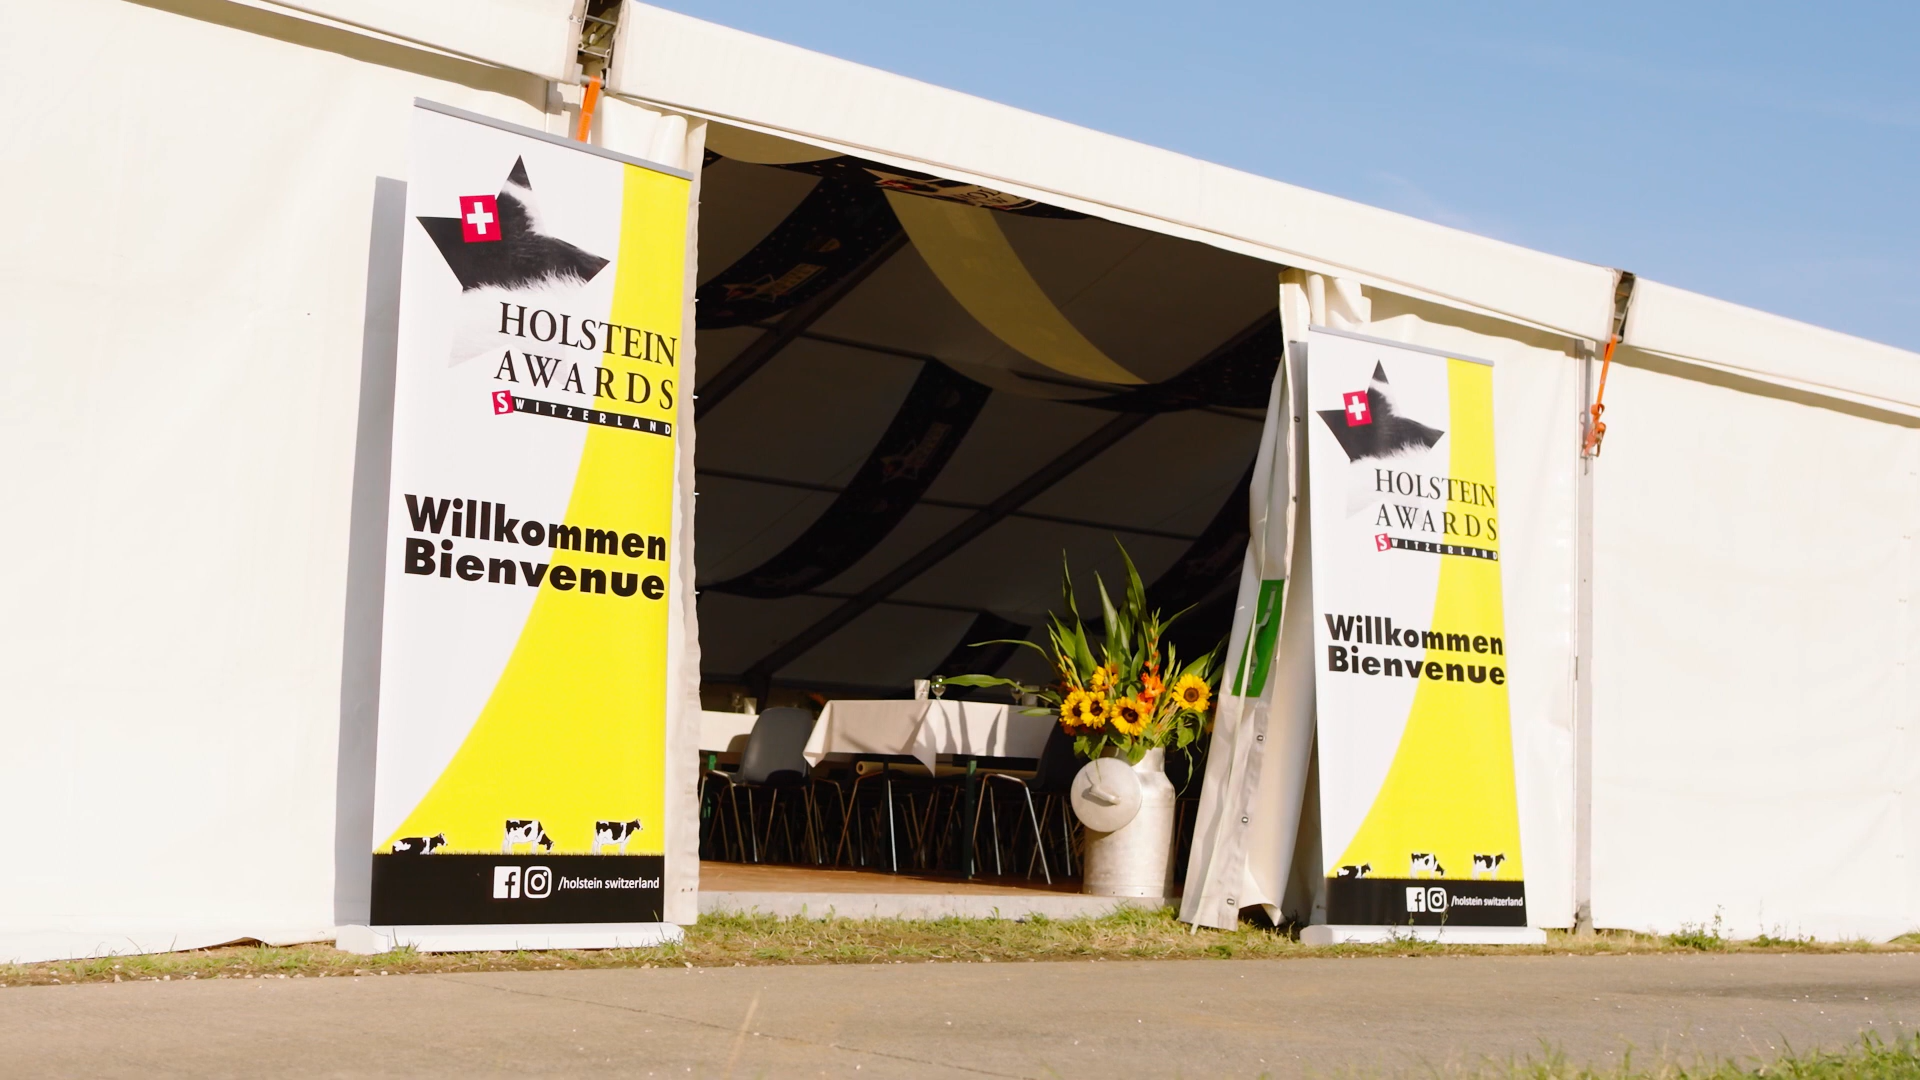 HOLSTEIN
AWARDS
SWITZERLAND
Willkommen
Bienvenue
/holstein switzerland
HOLSTEIN
AWARDS
SWITZERLAND
Willkommen
Bienvenue
/holstein switzerland